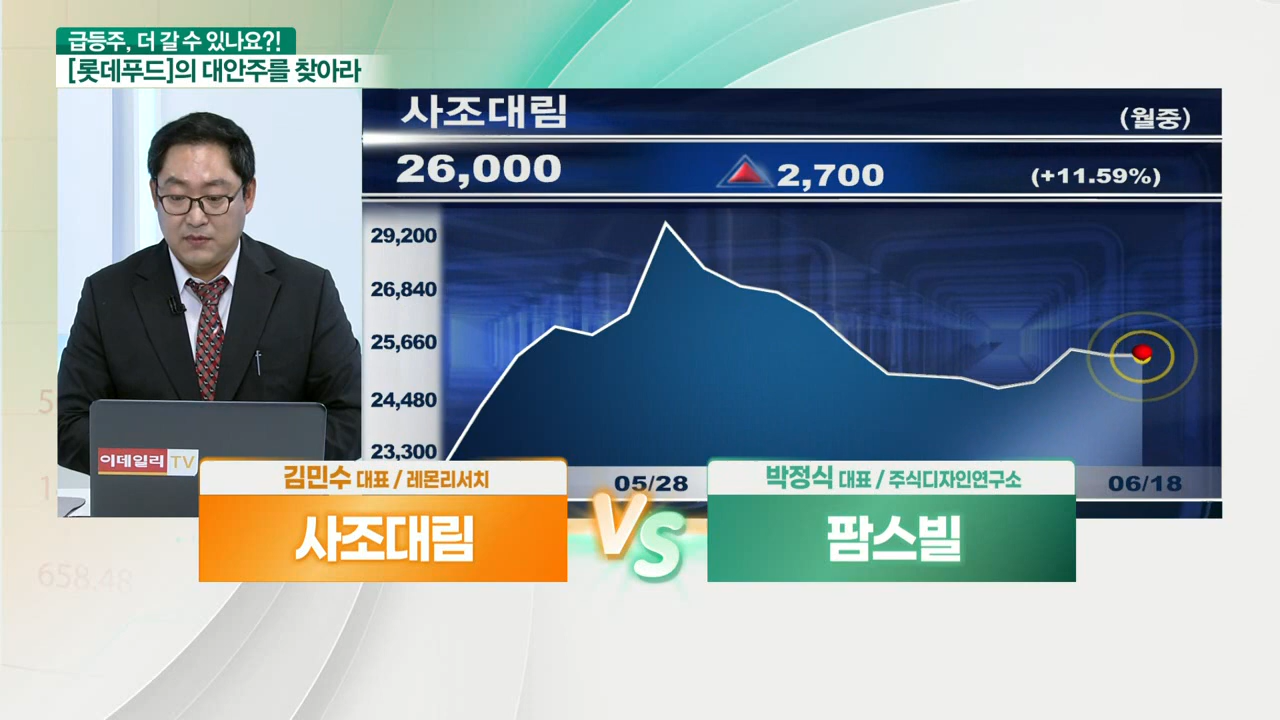 급등주, 더 갈 수 있나요?!
[롯데푸드]의 대안주를 찾아라
사조대림
(월중)
26,000
2,700
(+11.59%)
29,200
26,840
25,660
24,480
23,300
05/28
06/18
이데일리 TV
김민수 대표 / 레몬리서치
사조대림
VS
박정식 대표 / 주식디자인연구소
팜스빌
658.48